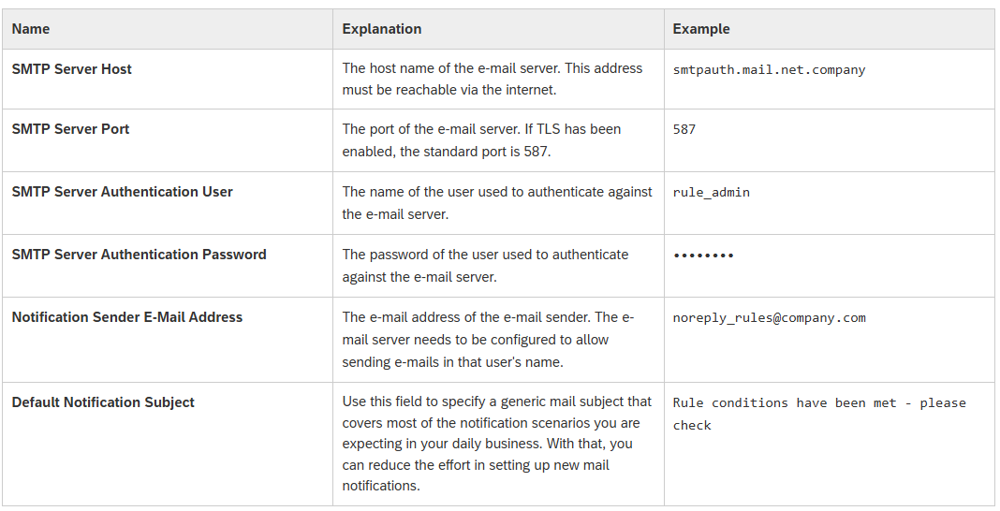 Name Explanation Example
SMTP Server Host The host name of the e-mail server. This address smtpauth.mail.net.company
must be reachable via the internet.
SMTP Server Port The port of the e-mail server. If TLS has been 587
enabled, the standard port is 587.
SMTP Server Authentication User The name of the user used to authenticate against rule_admin
the e-mail server.
SMTP Server Authentication Password The password of the user used to authenticate ••••••••
against the e-mail server.
Notification Sender E-Mail Address The e-mail address of the e-mail sender. The e- noreply_rules@company.com
mail server needs to be configured to allow
sending e-mails in that user's name.
Default Notification Subject Use this field to specify a generic mail subject that Rule conditions have been met - please
covers most of the notification scenarios you are check
expecting in your daily business. With that, you
can reduce the effort in setting up new mail
notifications.